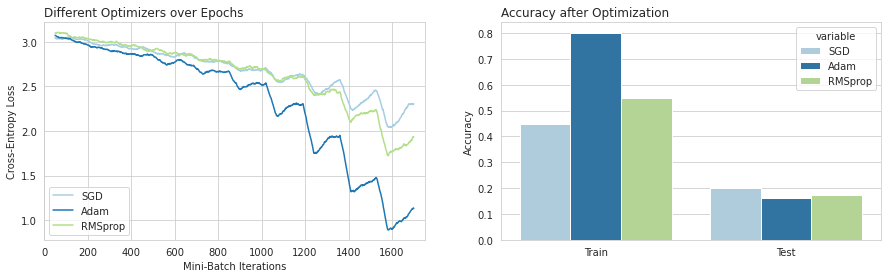 Different Optimizers over Epochs
Cross-Entropy Loss
3.0
2.5
2.0
1.5
1.0
SGD
Adam
RMSprop
0 200 400 600 800 1000 1200 1400 1600
Mini-Batch Iterations
Accuracy after Optimization
Accuracy
0.8
0.7
0.6
0.5
0.4
0.3
0.2
0.1
0.0
variable
SGD
Adam
RMSprop
Train Test